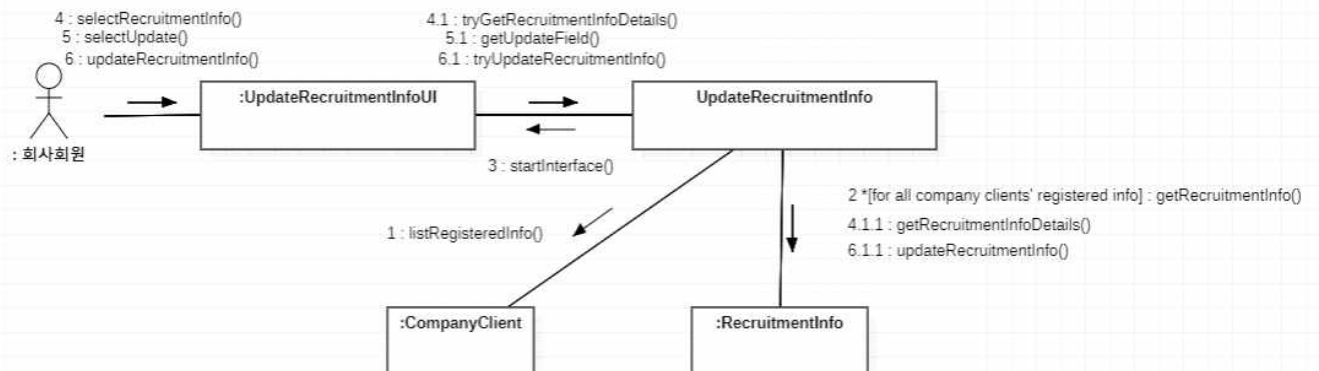 4 : selectRecruitmentInfo()
5 : selectUpdate()
6 : updateRecruitmentInfo()
4.1 : tryGetRecruitmentInfoDetails()
5.1 : getUpdateField()
6.1 : tryUpdateRecruitmentInfo()
:UpdateRecruitmentInfoUI
UpdateRecruitmentInfo
: 회사회원
3 : startInterface()
2 *[for all company clients' registered info] : getRecruitmentInfo()
4.1.1 : getRecruitmentInfoDetails()
6.1.1 : updateRecruitmentInfo()
1 : listRegisteredInfo()
:CompanyClient
:RecruitmentInfo